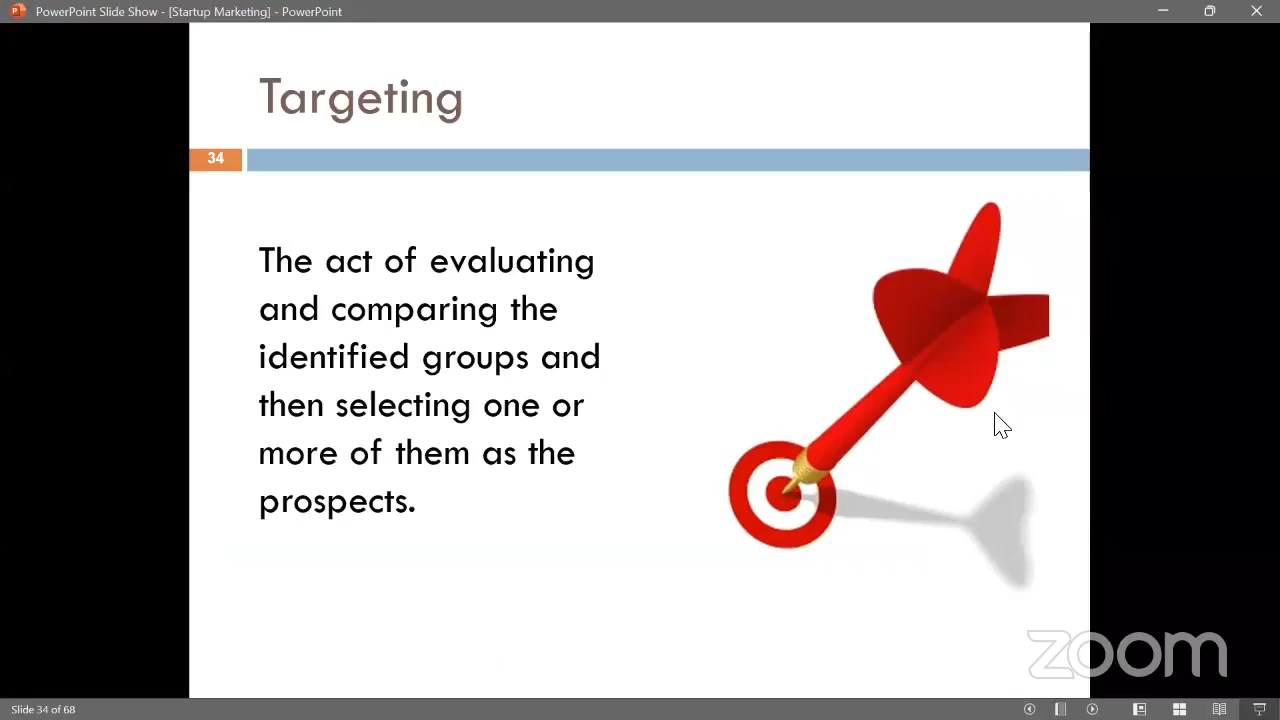 PowerPoint Slide Show - [Startup Marketing] - PowerPoint
Targeting
34
The act of evaluating
and comparing the
identified groups and
then selecting one or
more of them as the
prospects.
zoom
Slide 34 of 68